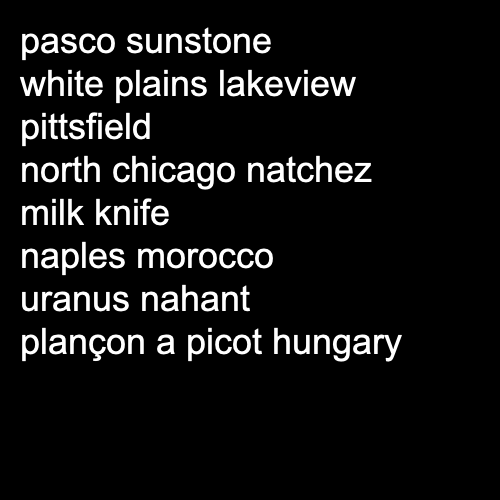 pasco sunstone
white plains lakeview
pittsfield
north chicago natchez
milk knife
naples morocco
uranus nahant
plançon a picot hungary